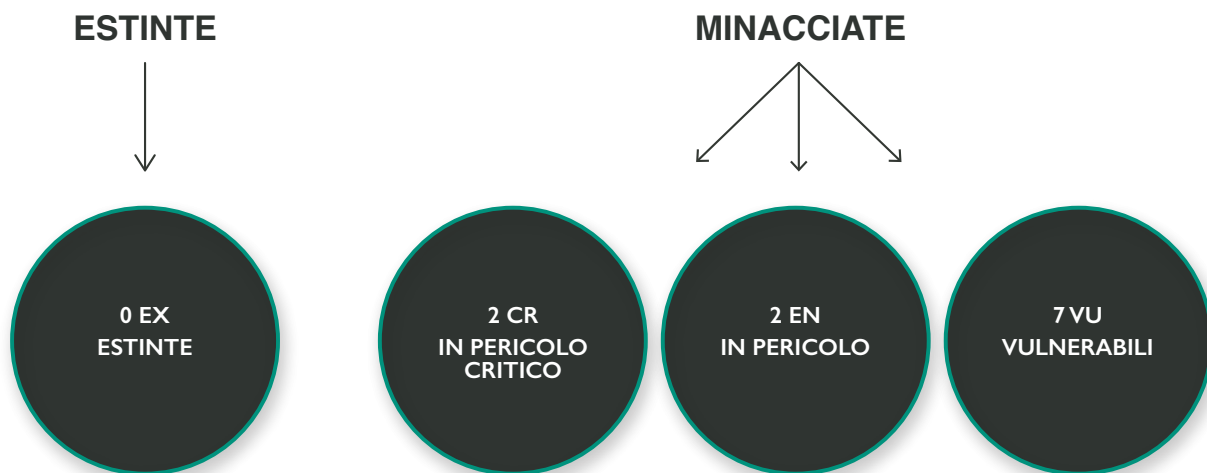 ESTINTE
MINACCIATE
0 EX
ESTINTE
2 CR
IN PERICOLO
CRITICO
2 EN
IN PERICOLO
7 VU
VULNERABILI